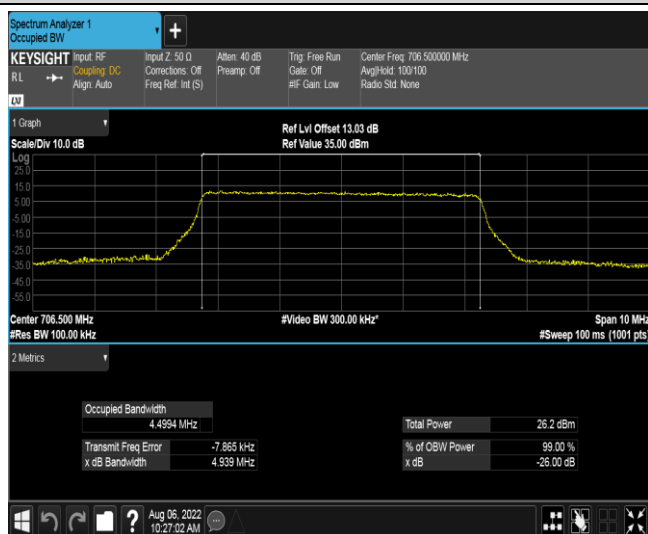 Spectrum Analyzer 1
Occupied BW
+
KEYSIGHT
RL
LXI
Input: RF
Coupling: DC
Align: Auto
Input Z: 50 Ω
Corrections: Off
Freq Ref: Int (S)
Atten: 40 dB
Preamp: Off
Trig: Free Run
Gate: Off
#IF Gain: Low
Center Freq: 706.500000 MHz
Avg|Hold: 100/100
Radio Std: None
1 Graph
Scale/Div 10.0 dB
Ref Lvl Offset 13.03 dB
Ref Value 35.00 dBm
Log
25.0
15.0
5.00
-5.00
-15.0
-25.0
-35.0
-45.0
-55.0
Center 706.500 MHz
#Res BW 100.00 kHz
#Video BW 300.00 kHz*
Span 10 MHz
#Sweep 100 ms (1001 pts)
2 Metrics
Occupied Bandwidth
4.4994 MHz
Transmit Freq Error -7.865 kHz
x dB Bandwidth 4.939 MHz
Total Power 26.2 dBm
% of OBW Power 99.00 %
x dB -26.00 dB
?
Aug 06, 2022
10:27:02 AM